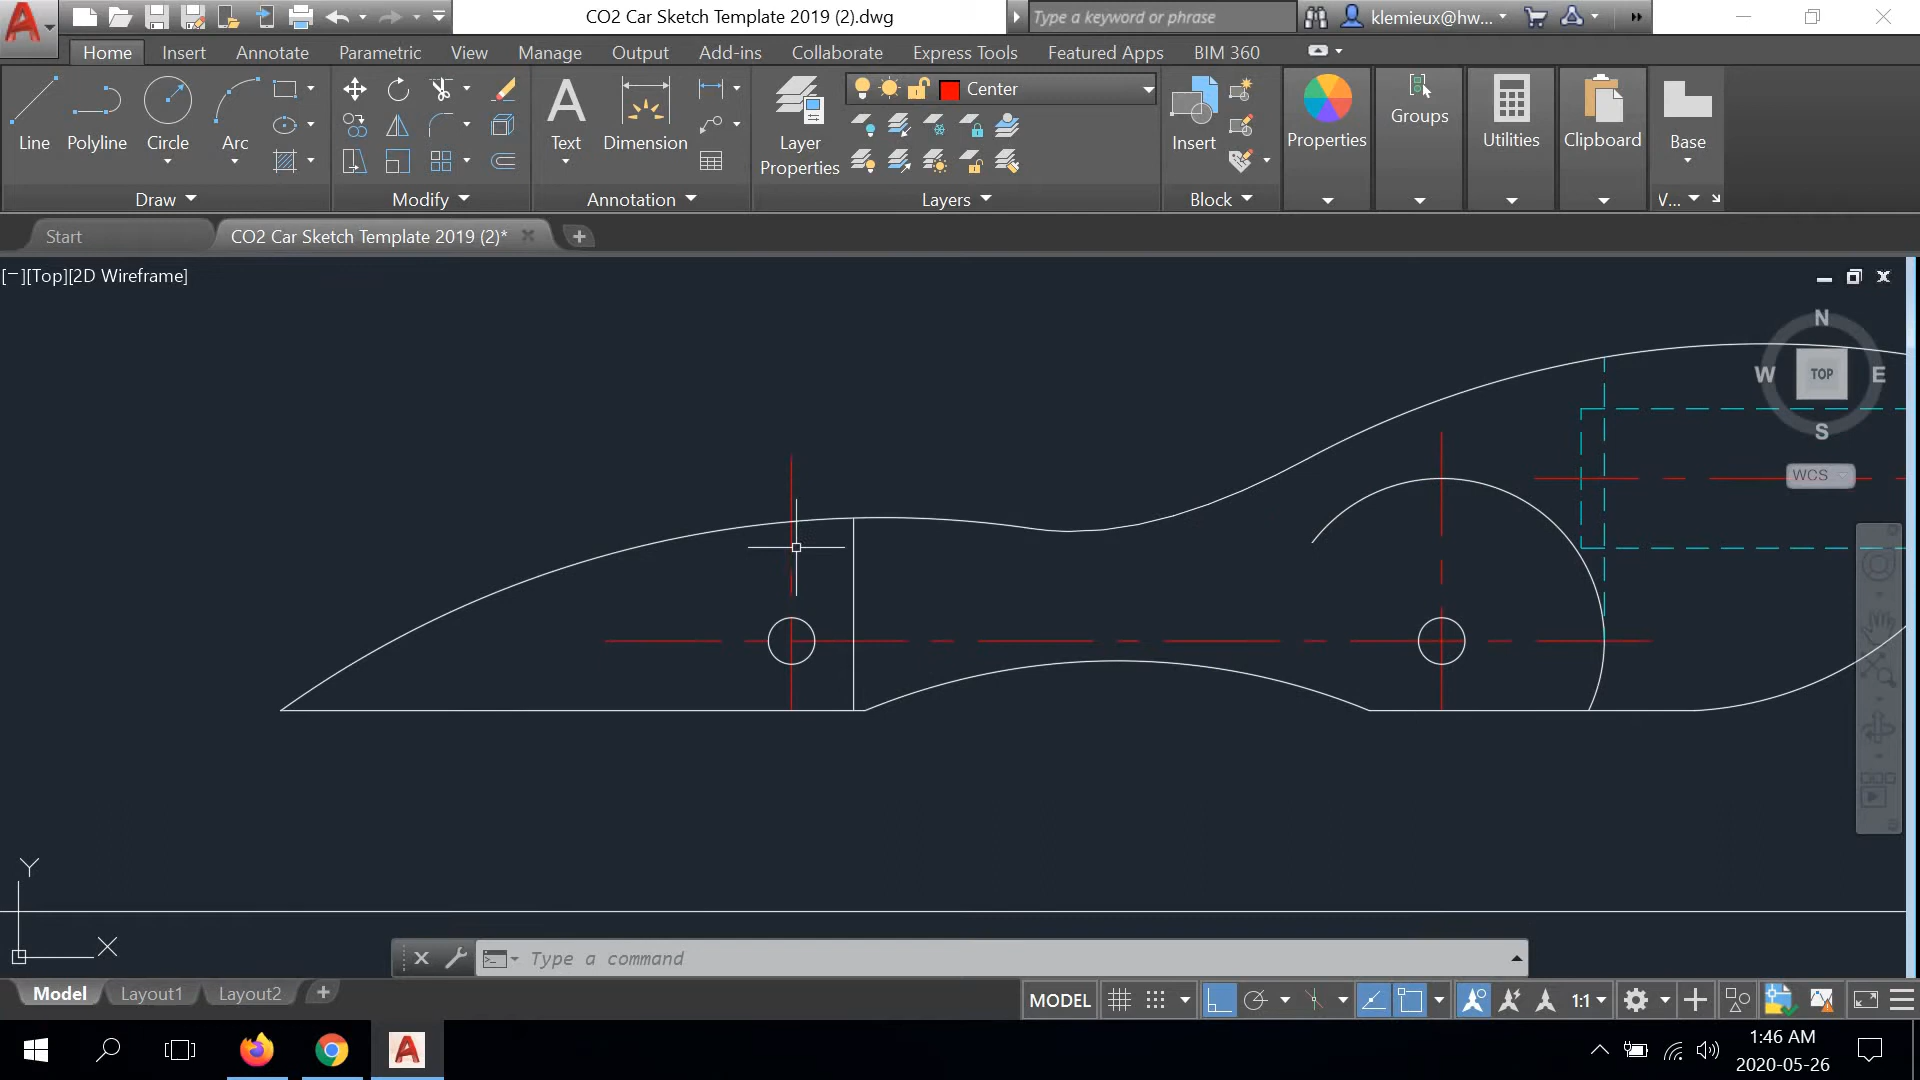 CO2 Car Sketch Template 2019 (2).dwg
Type a keyword or phrase
klemieux@hw...
Home Insert Annotate Parametric View Manage Output Add-ins Collaborate Express Tools Featured Apps BIM 360
Line Polyline Circle Arc
Text Dimension
Layer Properties
Center
Insert
Properties
Groups
Utilities
Clipboard
Base
Draw Modify Annotation Layers Block V...
Start
CO2 Car Sketch Template 2019 (2)*
[−][Top][2D Wireframe]
N
W TOP E
S
WCS
Y
X
Type a command
Model Layout1 Layout2
MODEL
1:1
1:46 AM
2020-05-26